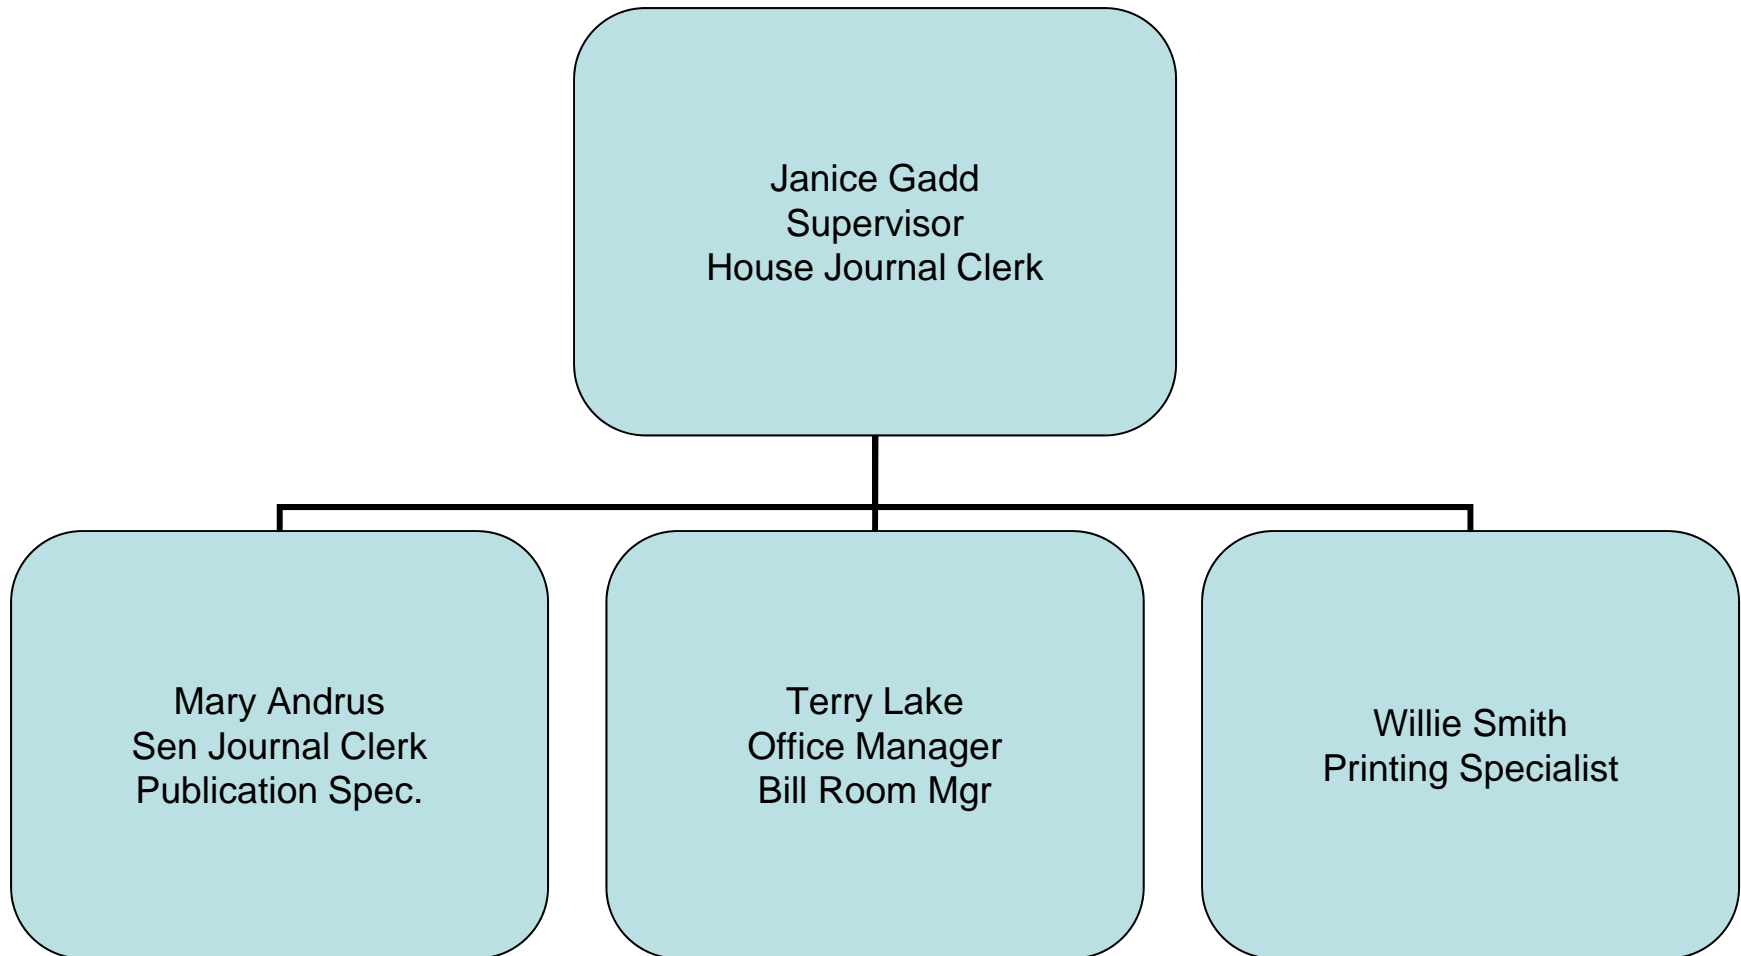 Janice Gadd
Supervisor
House Journal Clerk
Mary Andrus
Sen Journal Clerk
Publication Spec.
Terry Lake
Office Manager
Bill Room Mgr
Willie Smith
Printing Specialist